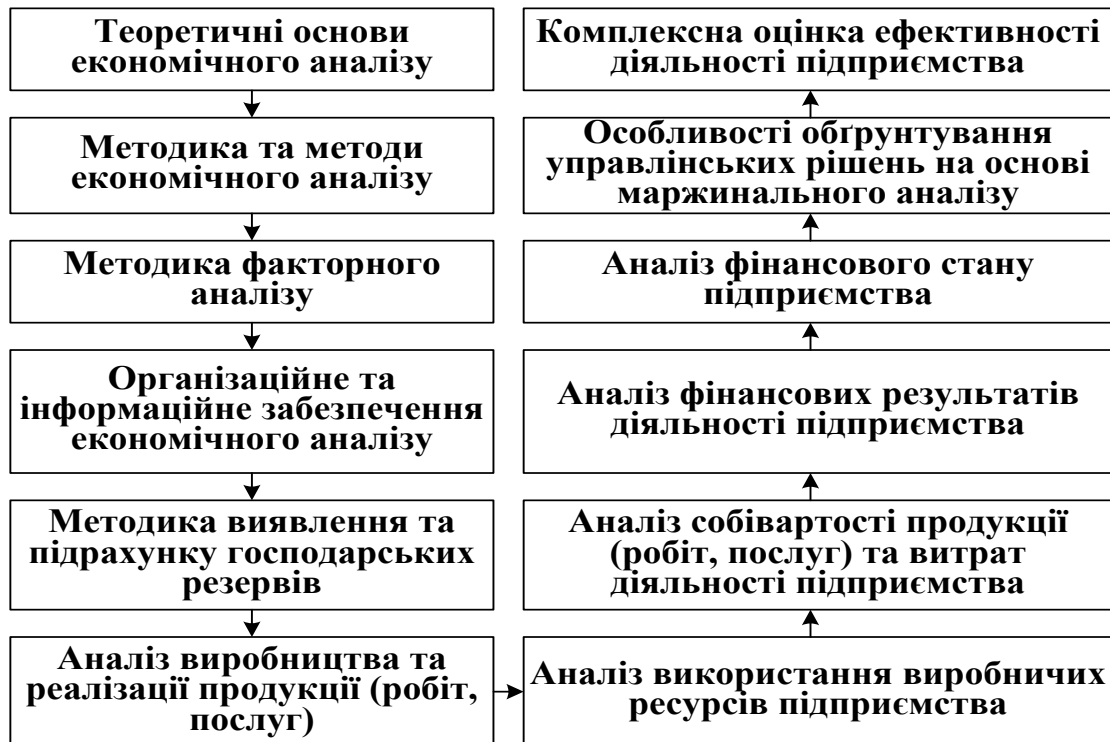 Теоретичні основи
економічного аналізу
Методика та методи
економічного аналізу
Методика факторного
аналізу
Організаційне та
інформаційне забезпечення
економічного аналізу
Методика виявлення та
підрахунку господарських
резервів
Аналіз виробництва та
реалізації продукції (робіт,
послуг)
Аналіз використання виробничих
ресурсів підприємства
Аналіз собівартості продукції
(робіт, послуг) та витрат
діяльності підприємства
Аналіз фінансових результатів
діяльності підприємства
Аналіз фінансового стану
підприємства
Особливості обґрунтування
управлінських рішень на основі
маржинального аналізу
Комплексна оцінка ефективності
діяльності підприємства